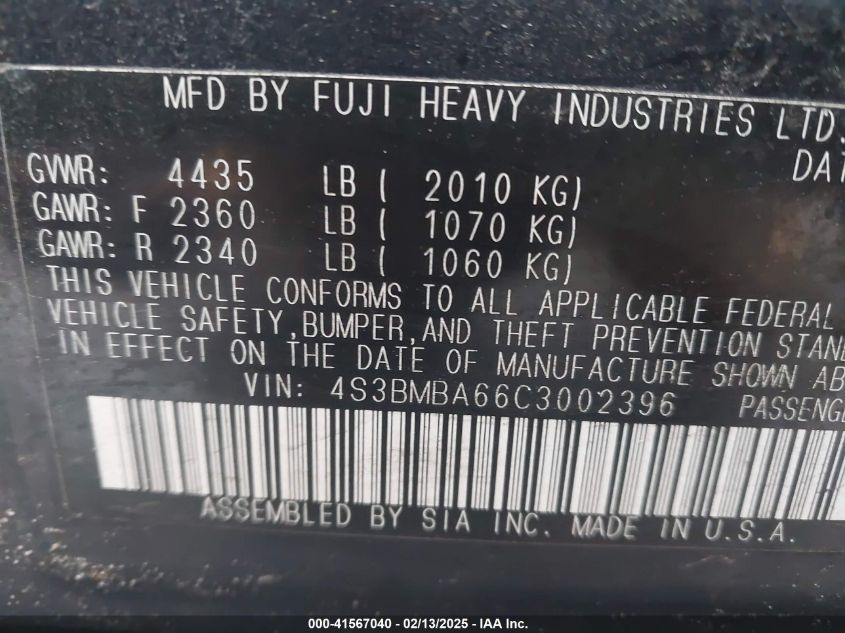 MFD BY FUJI HEAVY INDUSTRIES LTD.
DAT
GVWR: 4435 LB ( 2010 KG)
GAWR: F 2360 LB ( 1070 KG)
GAWR: R 2340 LB ( 1060 KG)
THIS VEHICLE CONFORMS TO ALL APPLICABLE FEDERAL
VEHICLE SAFETY,BUMPER,AND THEFT PREVENTION STAN
IN EFFECT ON THE DATE OF MANUFACTURE SHOWN AB
VIN: 4S3BMBA66C3002396 PASSENGE
ASSEMBLED BY SIA INC. MADE IN U.S.A.
000-41567040 - 02/13/2025 - IAA Inc.